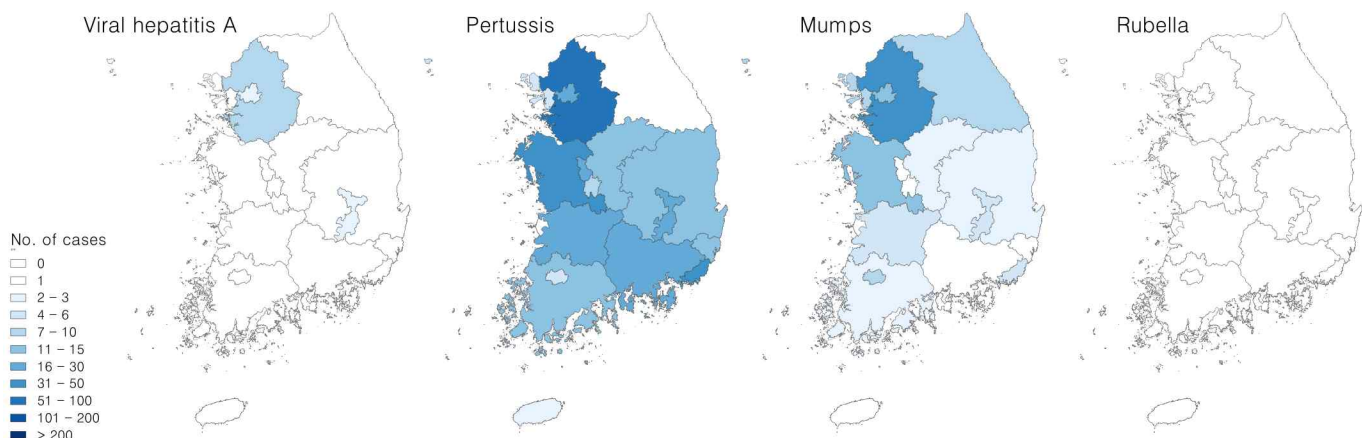 Viral hepatitis A
Pertussis
Mumps
Rubella
No. of cases
0
1
2 – 3
4 – 6
7 – 10
11 – 15
16 – 30
31 – 50
51 – 100
101 – 200
> 200